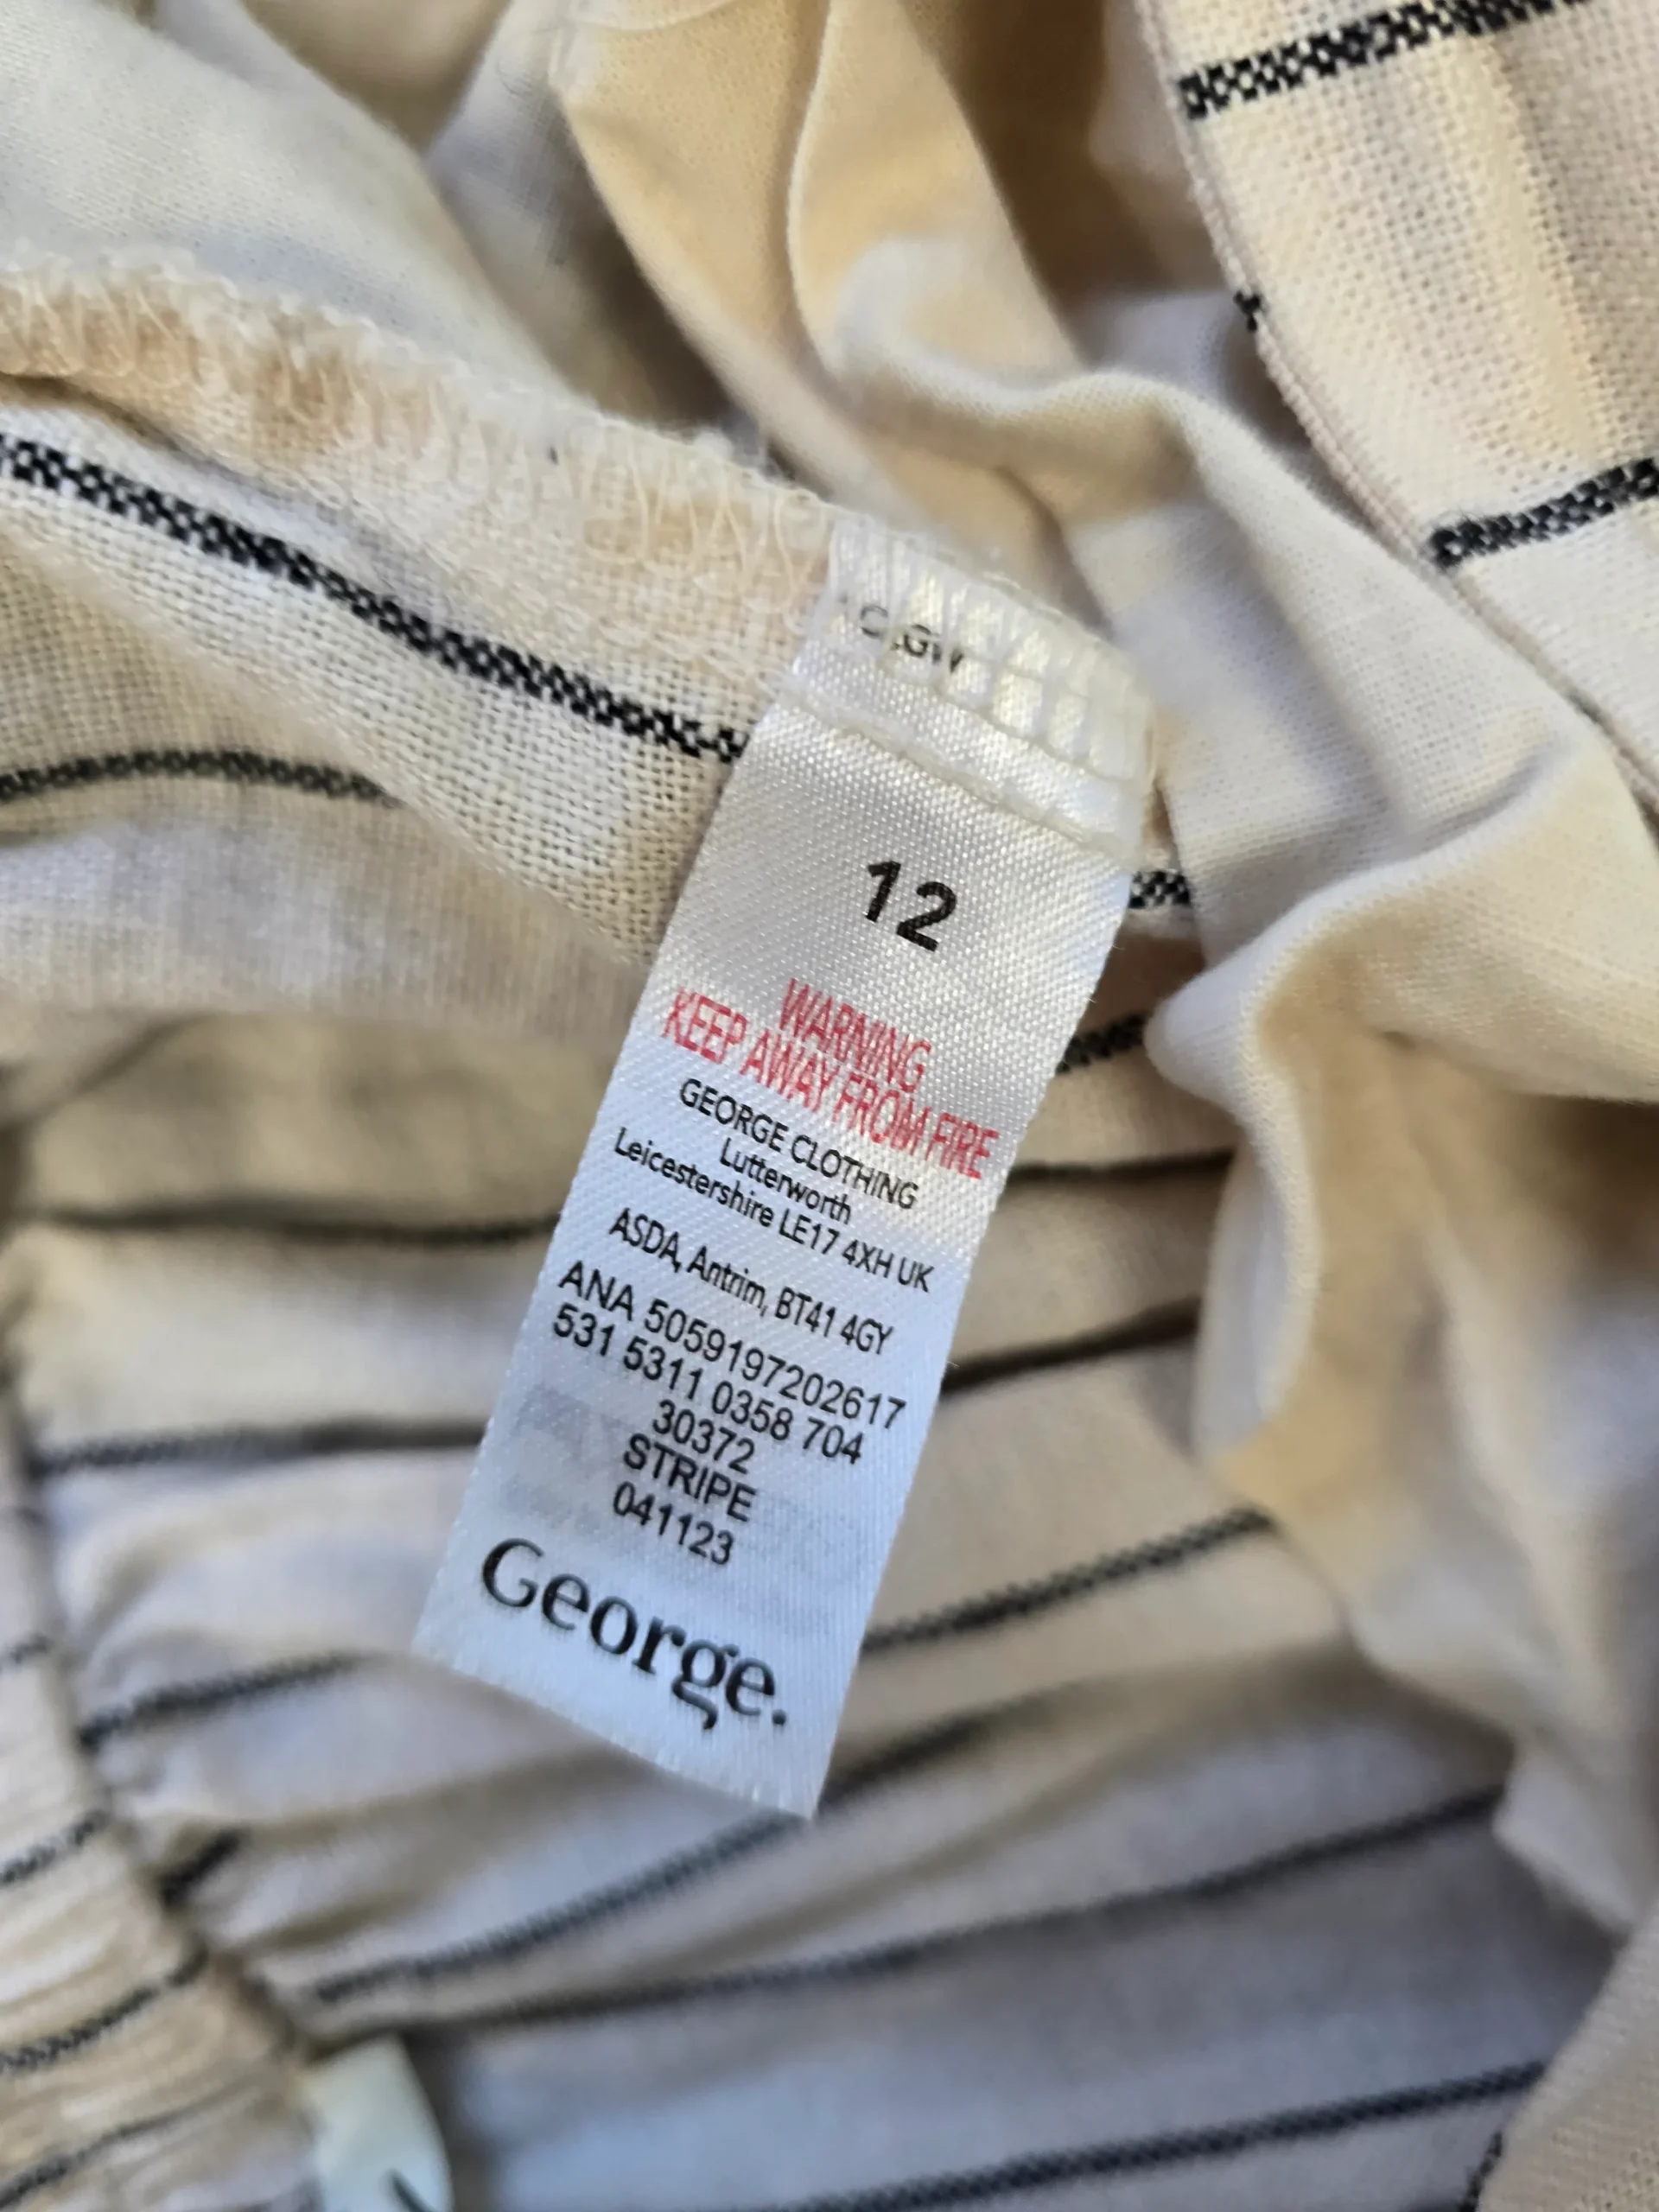 12
WARNING
KEEP AWAY FROM FIRE
GEORGE CLOTHING
Lutterworth
Leicestershire LE17 4XH UK
ASDA, Antrim, BT41 4GY
ANA 5059197202617
531 5311 0358 704
30372
STRIPE
041123
George.